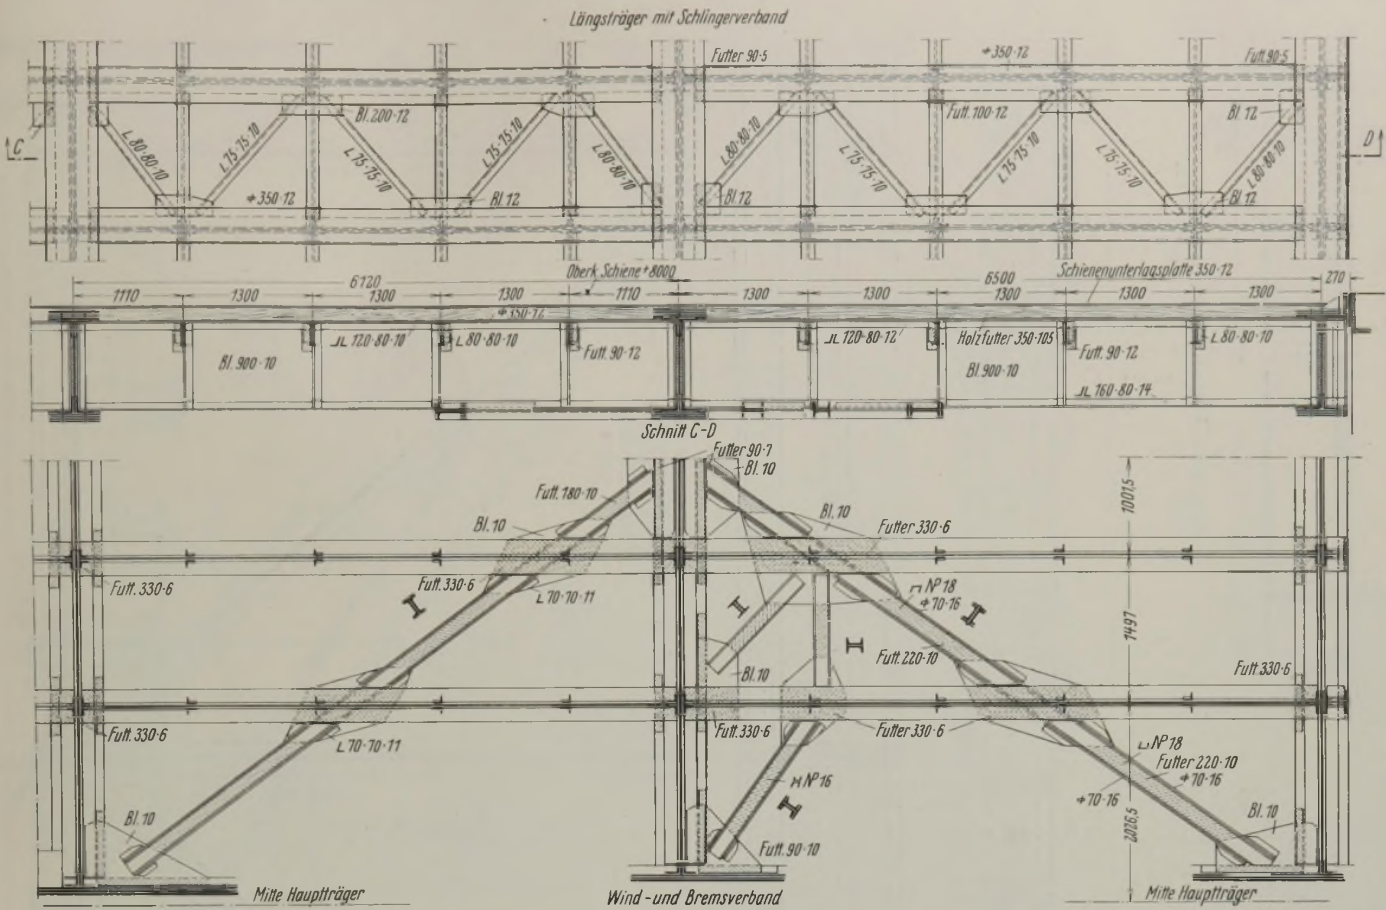 Längsträger mit Schlingerverband
Futter 90·5
⌖350·12
Futt. 90·5
Bl. 200·12
Futt. 100·12
Bl. 12
C
L 80·80·10
L 75·75·10
L 75·75·10
L 75·75·10
L 80·80·10
L 80·80·10
L 75·75·10
L 75·75·10
L 75·75·10
L 80·80·10
D
⌖350·12
Bl. 12
Bl. 12
Bl. 12
6120
Oberk. Schiene +8000
6500
Schienenunterlagsplatte 350·12
270
1110
1300
1300
1300
1110
1300
1300
1300
1300
1300
⌖350·12
Bl. 900·10
⅃L 120·80·10
L 80·80·10
Futt. 90·12
⅃L 120·80·12
Holzfutter 350·105
Bl. 900·10
Futt. 90·12
L 80·80·10
⅃L 160·80·14
Schnitt C-D
Futter 90·7
Bl. 10
Futt. 180·10
Bl. 10
Bl. 10
Futter 330·6
1001,5
Futt. 330·6
Futt. 330·6
L 70·70·11
⊓ NP 18
⌖70·16
1497
Futt. 220·10
Bl. 10
Futt. 330·6
Futt. 330·6
L 70·70·11
Futt. 330·6
Futter 330·6
⊔ NP 18
Futter 220·10
⌖70·16
⌖70·16
NP 16
2026,5
Bl. 10
Bl. 10
Futt. 90·10
Mitte Hauptträger
Wind- und Bremsverband
Mitte Hauptträger